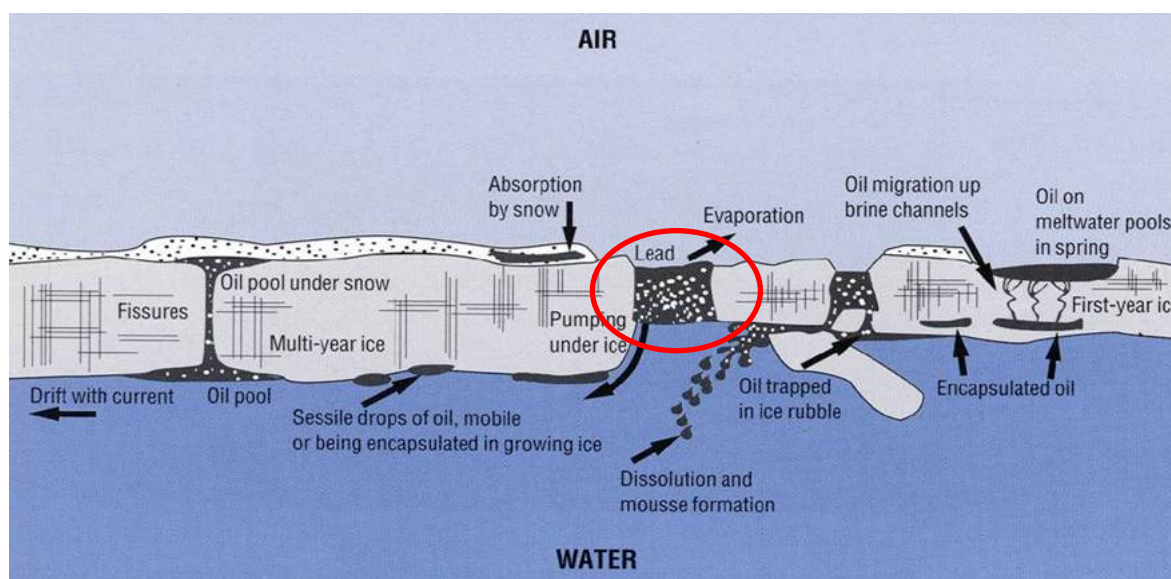 AIR
Absorption
by snow
Evaporation
Lead
Oil migration up
brine channels
Oil on
meltwater pools
in spring
Oil pool under snow
Fissures
Multi-year ice
Pumping
under ice
First-year ice
Drift with current
Oil pool
Sessile drops of oil, mobile
or being encapsulated in growing ice
Oil trapped
in ice rubble
Encapsulated oil
Dissolution and
mousse formation
WATER